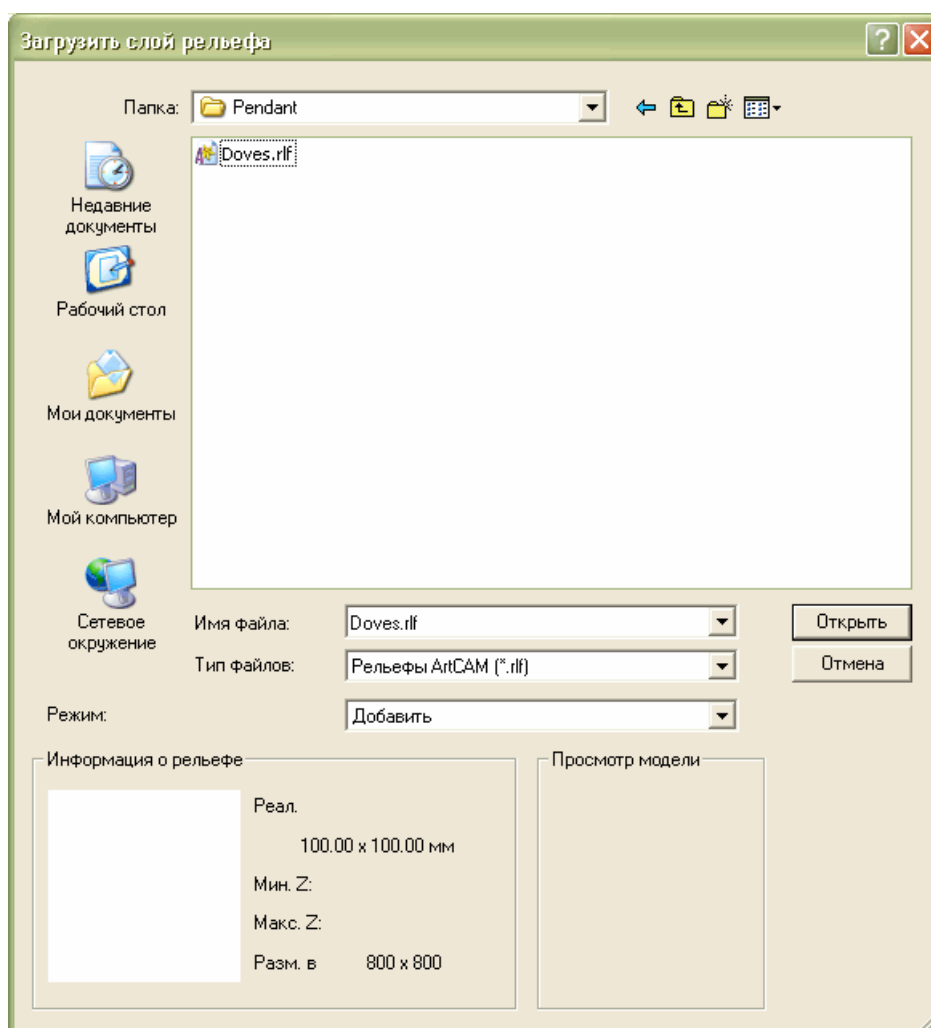 Загрузить слой рельефа
Папка: Pendant
Doves.rlf
Недавние
документы
Рабочий стол
Мои документы
Мой компьютер
Сетевое
окружение
Имя файла: Doves.rlf Открыть
Тип файлов: Рельефы ArtCAM (*.rlf) Отмена
Режим: Добавить
Информация о рельефе Просмотр модели
Реал.
100.00 x 100.00 мм
Мин. Z:
Макс. Z:
Разм. в 800 x 800